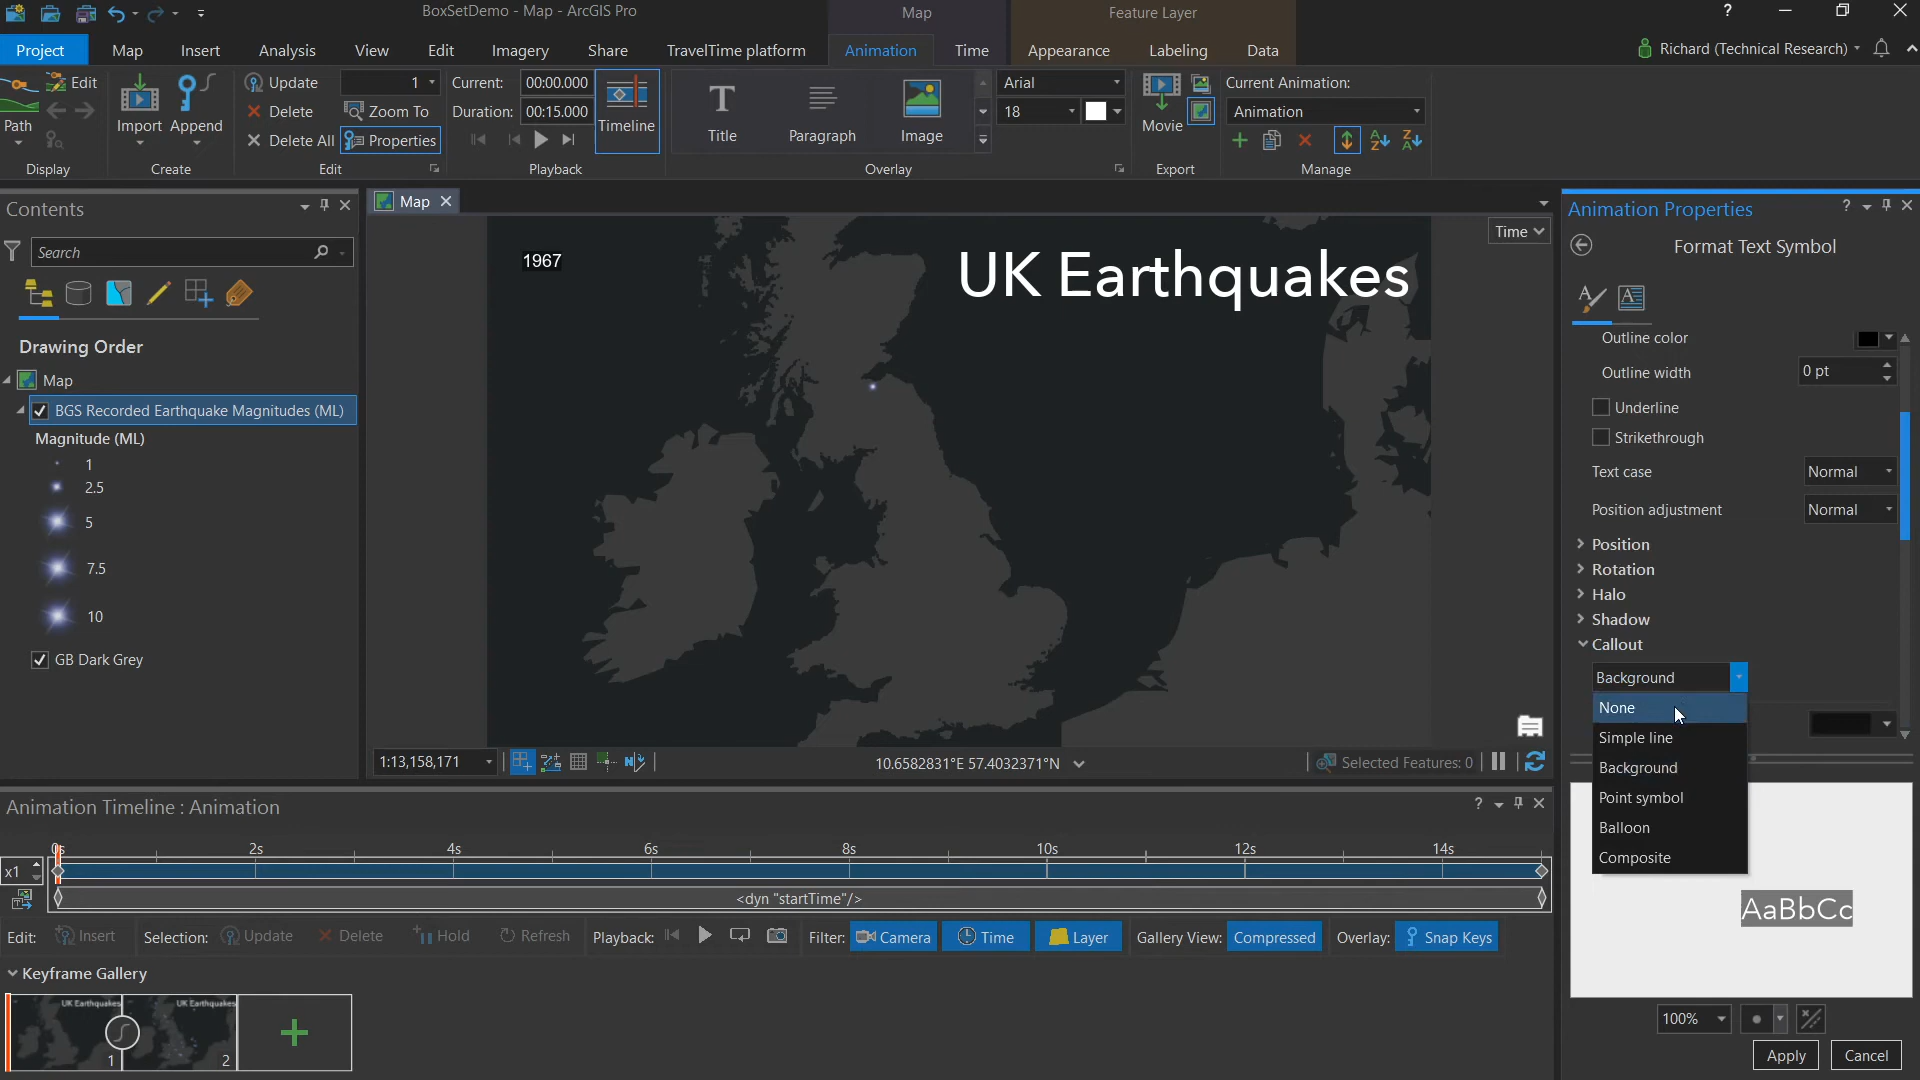 BoxSetDemo - Map - ArcGIS Pro
Map
Feature Layer
?
Project
Map
Insert
Analysis
View
Edit
Imagery
Share
TravelTime platform
Animation
Time
Appearance
Labeling
Data
Richard (Technical Research)
Edit
Path
Display
Import
Append
Create
Update
1
Delete
Zoom To
Delete All
Properties
Edit
Current:
00:00.000
Duration:
00:15.000
Timeline
Playback
Title
Paragraph
Image
Overlay
Arial
18
Movie
Export
Current Animation:
Animation
Manage
Contents
Search
Drawing Order
Map
BGS Recorded Earthquake Magnitudes (ML)
Magnitude (ML)
1
2.5
5
7.5
10
GB Dark Grey
Map
Time
1967
UK Earthquakes
1:13,158,171
10.6582831°E 57.4032371°N
Selected Features: 0
Animation Properties
?
Format Text Symbol
Outline color
Outline width
0 pt
Underline
Strikethrough
Text case
Normal
Position adjustment
Normal
Position
Rotation
Halo
Shadow
Callout
Background
None
Simple line
Background
Point symbol
Balloon
Composite
AaBbCc
100%
Apply
Cancel
Animation Timeline : Animation
?
0s
2s
4s
6s
8s
10s
12s
14s
x1
<dyn "startTime"/>
Edit:
Insert
Selection:
Update
Delete
Hold
Refresh
Playback:
Filter:
Camera
Time
Layer
Gallery View:
Compressed
Overlay:
Snap Keys
Keyframe Gallery
UK Earthquakes
1
UK Earthquakes
2